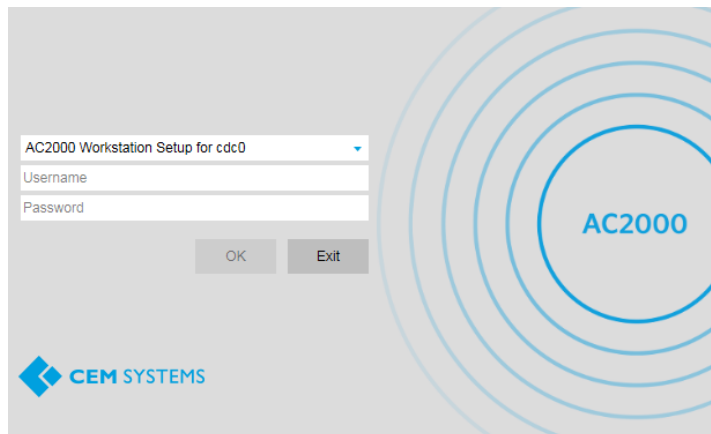 AC2000 Workstation Setup for cdc0
Username
Password
OK
Exit
AC2000
CEM SYSTEMS